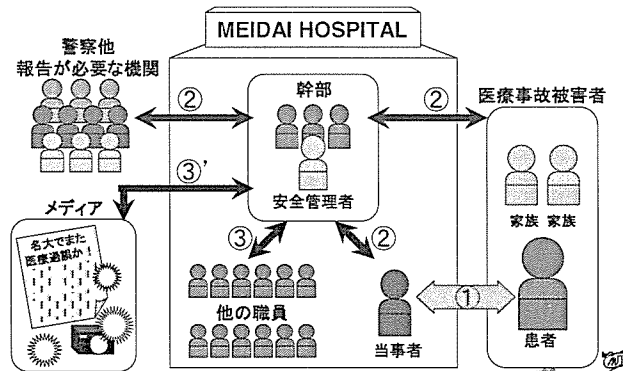 MEIDAI HOSPITAL
警察他
報告が必要な機関
②
幹部
安全管理者
②
医療事故被害者
家族 家族
患者
③'
メディア
名大でまた
医療過誤か!
③
②
他の職員
当事者
①